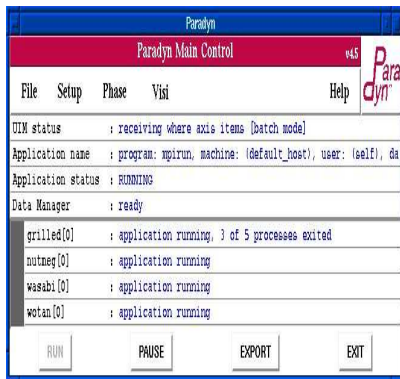 Paradyn
Paradyn Main Control v4.5
Paradyn
File Setup Phase Visi Help
UIM status : receiving where axis items [batch mode]
Application name : program: mpirun, machine: (default_host), user: (self), da
Application status : RUNNING
Data Manager : ready
grilled[0] : application running, 3 of 5 processes exited
nutmeg[0] : application running
wasabi[0] : application running
wotan[0] : application running
RUN PAUSE EXPORT EXIT